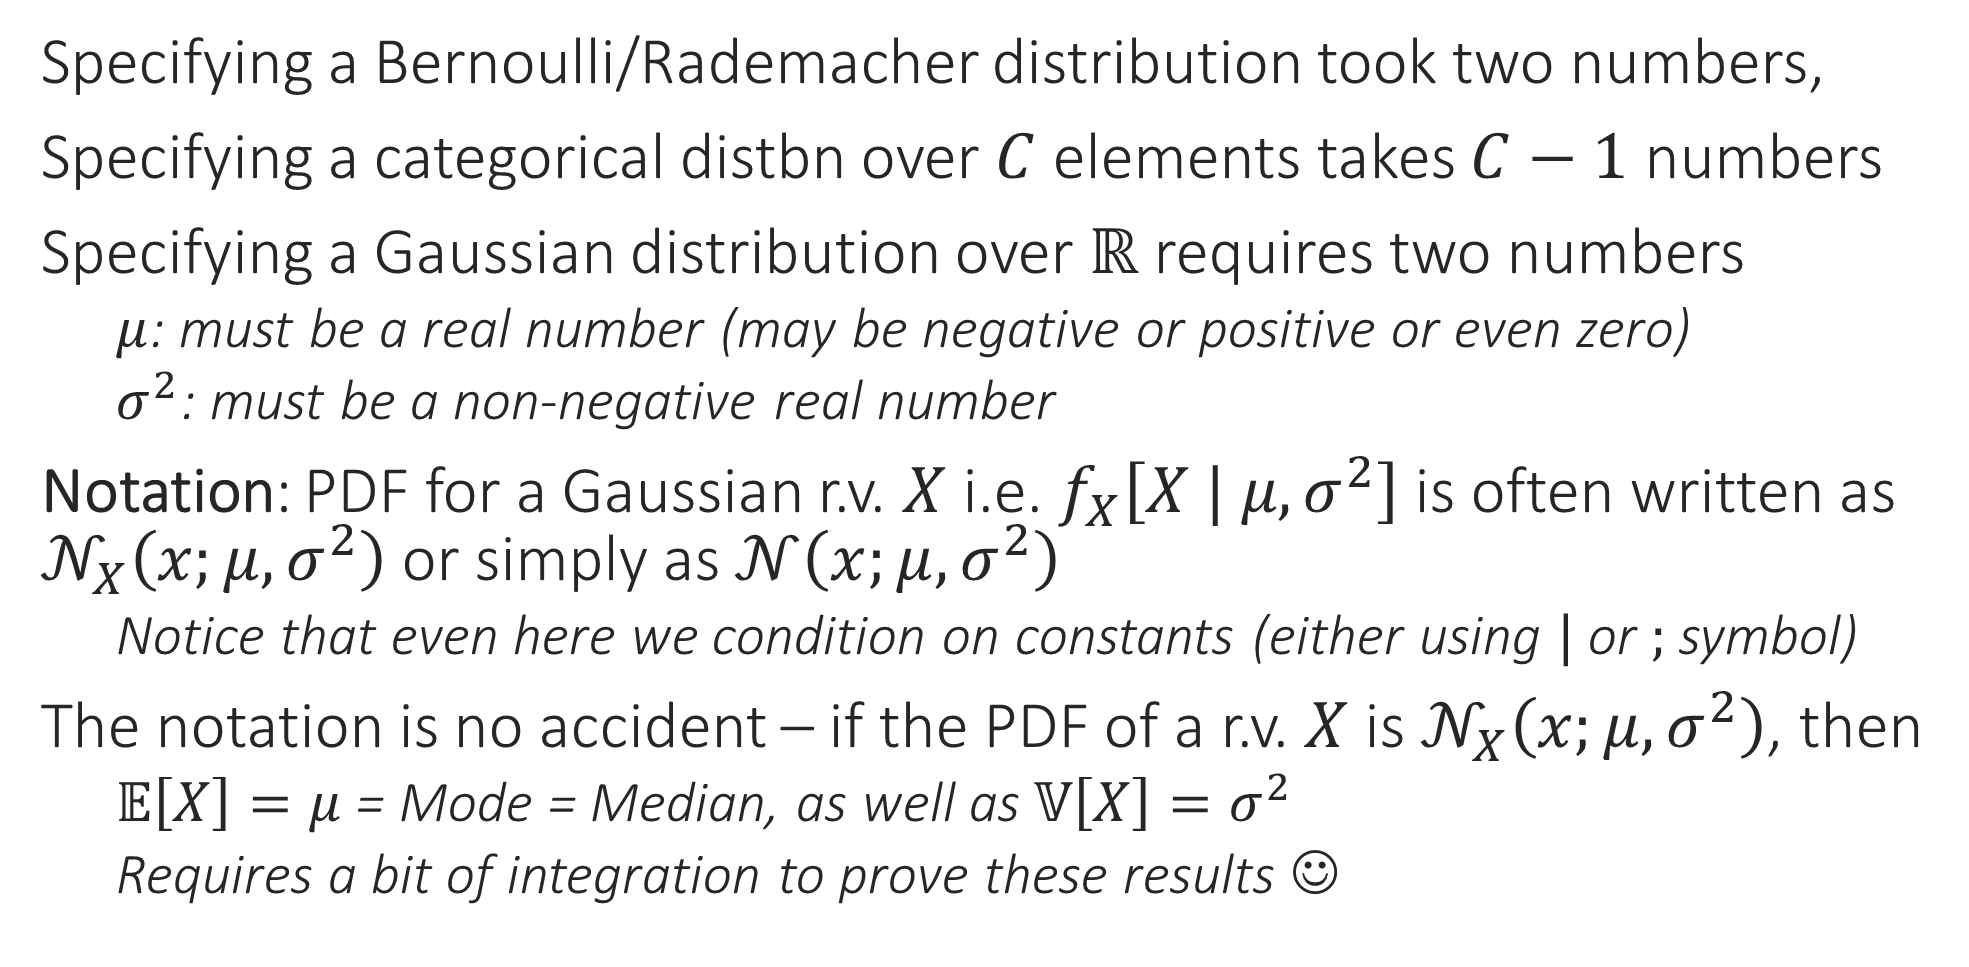 Specifying a Bernoulli/Rademacher distribution took two numbers,
Specifying a categorical distbn over 𝐶 elements takes 𝐶 − 1 numbers
Specifying a Gaussian distribution over ℝ requires two numbers
𝜇: must be a real number (may be negative or positive or even zero)
𝜎²: must be a non-negative real number
Notation: PDF for a Gaussian r.v. 𝑋 i.e. 𝑓_𝑋[𝑋 | 𝜇, 𝜎²] is often written as
𝒩_𝑋(𝑥; 𝜇, 𝜎²) or simply as 𝒩(𝑥; 𝜇, 𝜎²)
Notice that even here we condition on constants (either using | or ; symbol)
The notation is no accident – if the PDF of a r.v. 𝑋 is 𝒩_𝑋(𝑥; 𝜇, 𝜎²), then
𝔼[𝑋] = 𝜇 = Mode = Median, as well as 𝕍[𝑋] = 𝜎²
Requires a bit of integration to prove these results ☺